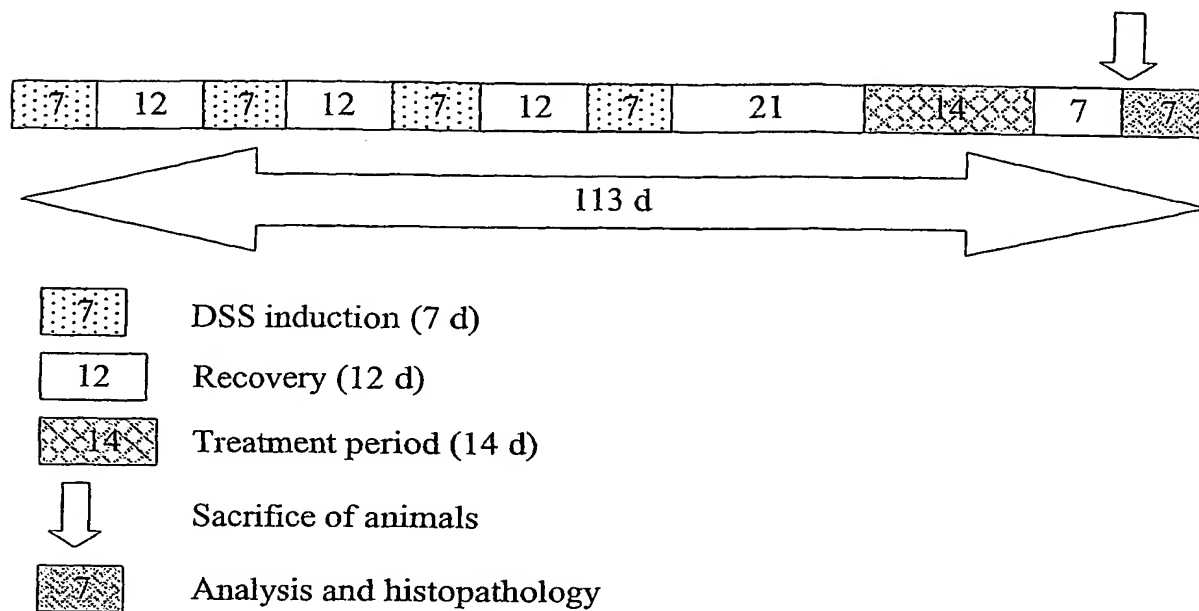 7 12 7 12 7 12 7 21 14 7 7
113 d
7 DSS induction (7 d)
12 Recovery (12 d)
14 Treatment period (14 d)
Sacrifice of animals
7 Analysis and histopathology